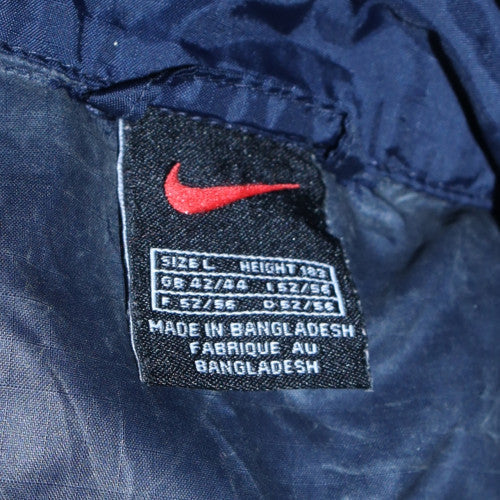 SIZE L HEIGHT 183
GB 42/44 I 52/56
F 52/56 D 52/56
MADE IN BANGLADESH
FABRIQUE AU
BANGLADESH